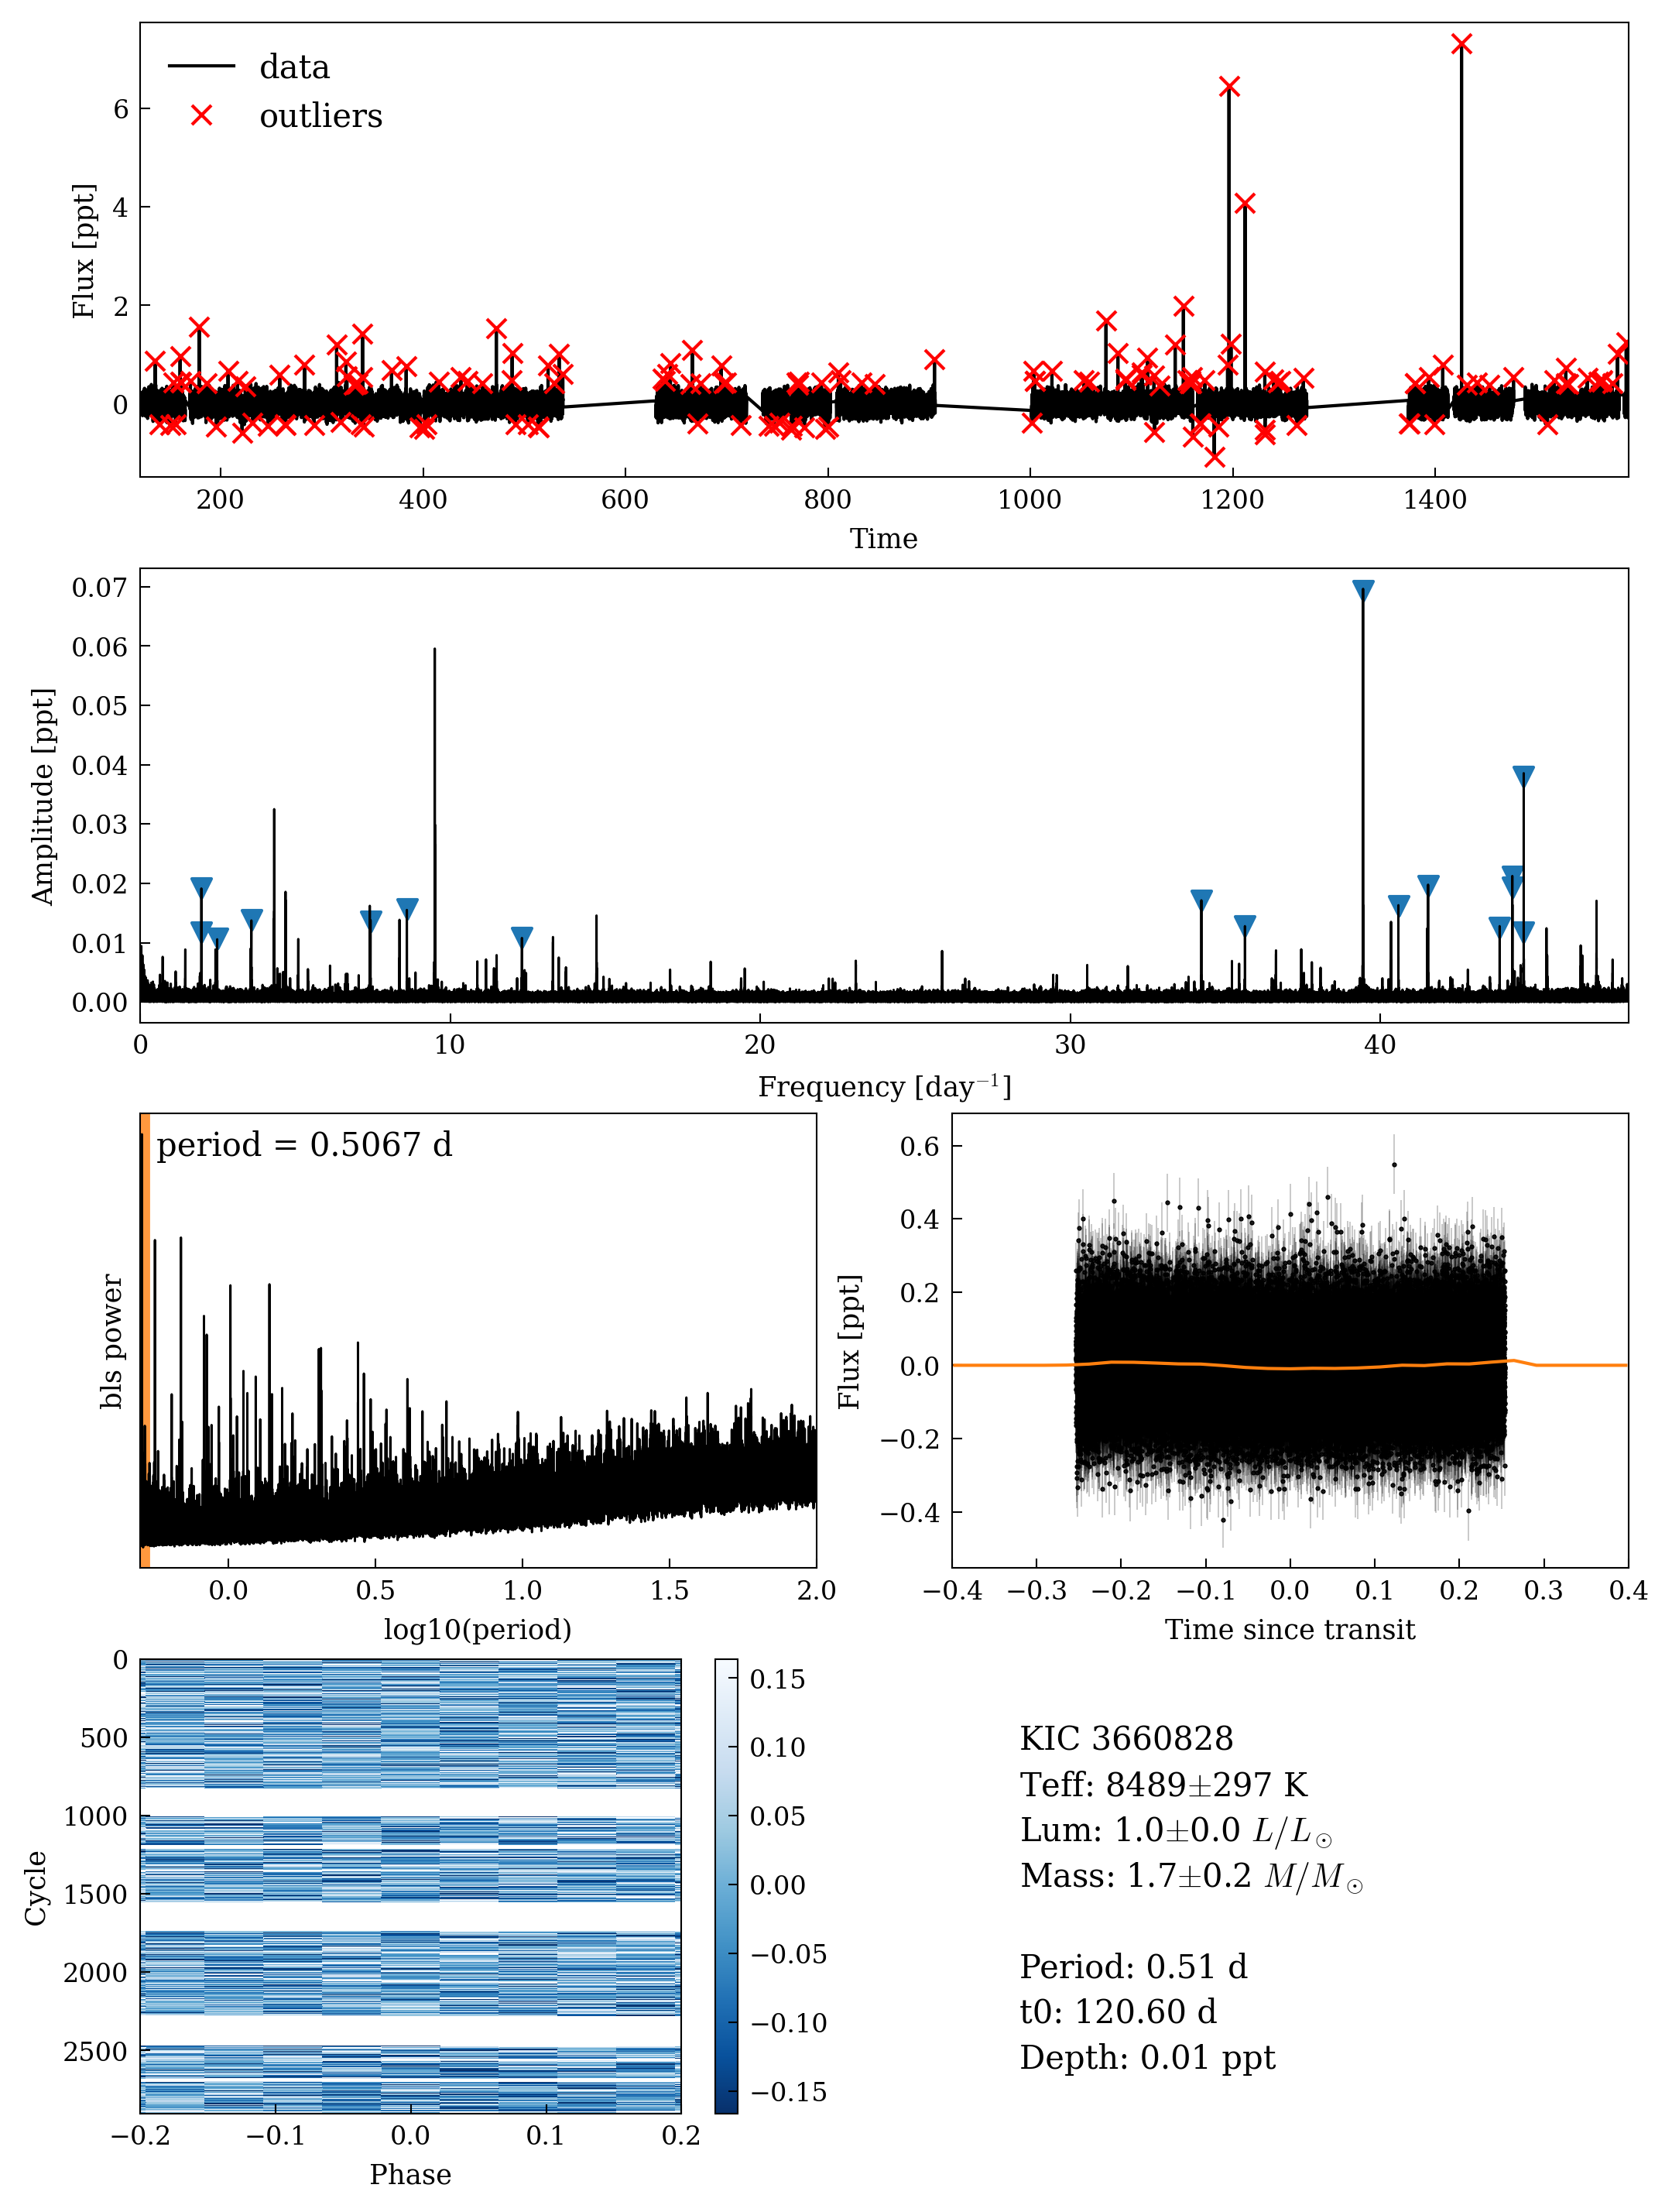 data
outliers
Flux [ppt]
6
4
2
0
200 400 600 800 1000 1200 1400
Time
Amplitude [ppt]
0.07
0.06
0.05
0.04
0.03
0.02
0.01
0.00
0 10 20 30 40
Frequency [day⁻¹]
period = 0.5067 d
bls power
0.0 0.5 1.0 1.5 2.0
log10(period)
Flux [ppt]
0.6
0.4
0.2
0.0
−0.2
−0.4
−0.4 −0.3 −0.2 −0.1 0.0 0.1 0.2 0.3 0.4
Time since transit
Cycle
0
500
1000
1500
2000
2500
−0.2 −0.1 0.0 0.1 0.2
Phase
0.15
0.10
0.05
0.00
−0.05
−0.10
−0.15
KIC 3660828
Teff: 8489±297 K
Lum: 1.0±0.0 L/L⊙
Mass: 1.7±0.2 M/M⊙
Period: 0.51 d
t0: 120.60 d
Depth: 0.01 ppt